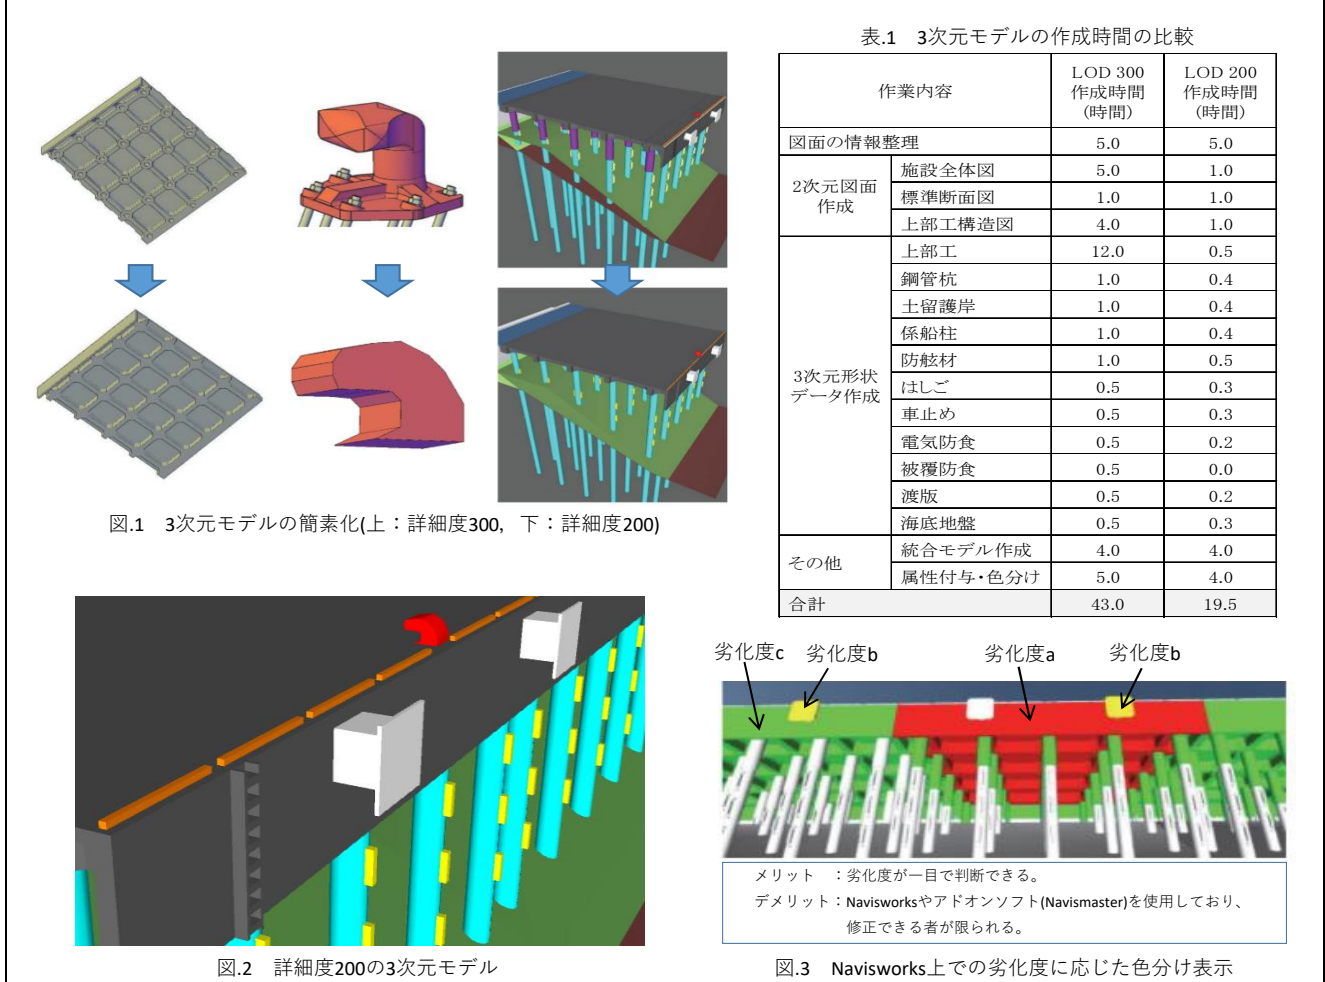 図.1　3次元モデルの簡素化(上：詳細度300，下：詳細度200)
表.1　3次元モデルの作成時間の比較
作業内容　LOD 300 作成時間 (時間)　LOD 200 作成時間 (時間)
図面の情報整理　5.0　5.0
2次元図面作成　施設全体図　5.0　1.0
標準断面図　1.0　1.0
上部工構造図　4.0　1.0
3次元形状データ作成　上部工　12.0　0.5
鋼管杭　1.0　0.4
土留護岸　1.0　0.4
係船柱　1.0　0.4
防舷材　1.0　0.5
はしご　0.5　0.3
車止め　0.5　0.3
電気防食　0.5　0.2
被覆防食　0.5　0.0
渡版　0.5　0.2
海底地盤　0.5　0.3
その他　統合モデル作成　4.0　4.0
属性付与・色分け　5.0　4.0
合計　43.0　19.5
図.2　詳細度200の3次元モデル
劣化度c　劣化度b　劣化度a　劣化度b
メリット　：劣化度が一目で判断できる。
デメリット：Navisworksやアドオンソフト(Navismaster)を使用しており、
修正できる者が限られる。
図.3　Navisworks上での劣化度に応じた色分け表示